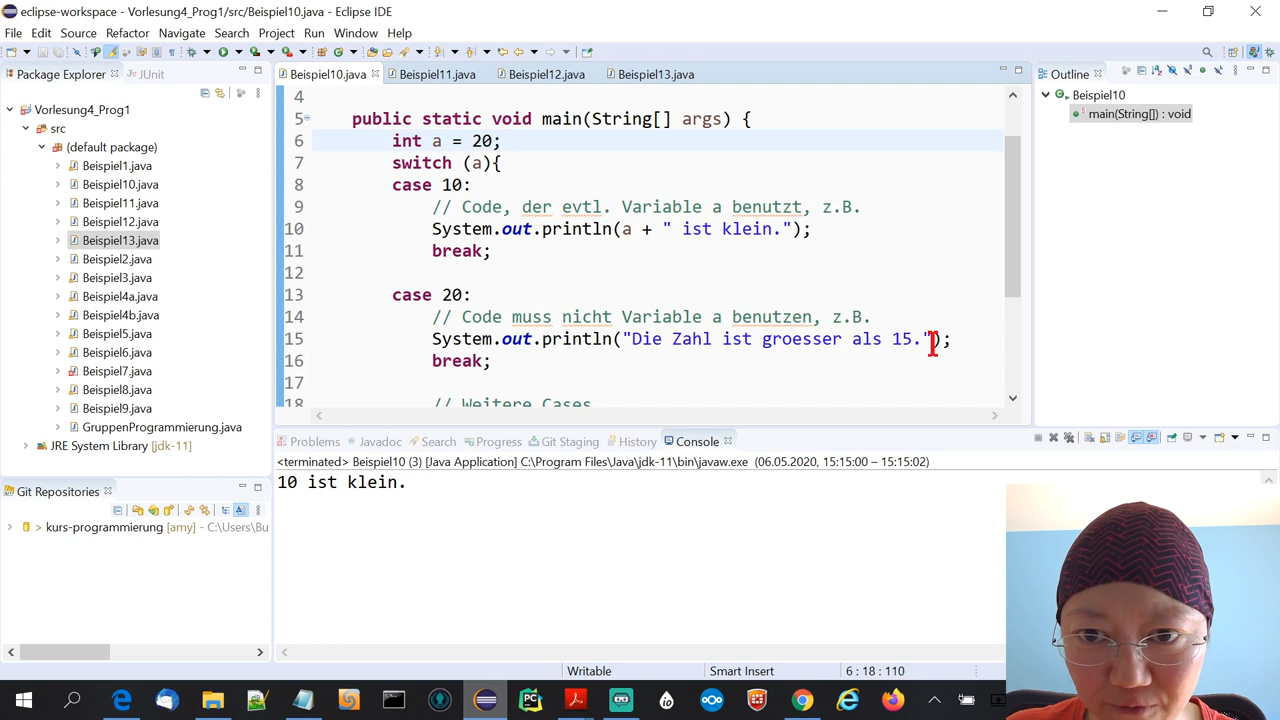 eclipse-workspace - Vorlesung4_Prog1/src/Beispiel10.java - Eclipse IDE
File Edit Source Refactor Navigate Search Project Run Window Help
Package Explorer JUnit
Vorlesung4_Prog1
src
(default package)
Beispiel1.java
Beispiel10.java
Beispiel11.java
Beispiel12.java
Beispiel13.java
Beispiel2.java
Beispiel3.java
Beispiel4a.java
Beispiel4b.java
Beispiel5.java
Beispiel6.java
Beispiel7.java
Beispiel8.java
Beispiel9.java
GruppenProgrammierung.java
JRE System Library [jdk-11]
Git Repositories
> kurs-programmierung [amy] - C:\Users\Bu
Beispiel10.java Beispiel11.java Beispiel12.java Beispiel13.java
4
5 public static void main(String[] args) {
6 int a = 20;
7 switch (a){
8 case 10:
9 // Code, der evtl. Variable a benutzt, z.B.
10 System.out.println(a + " ist klein.");
11 break;
12
13 case 20:
14 // Code muss nicht Variable a benutzen, z.B.
15 System.out.println("Die Zahl ist groesser als 15.");
16 break;
17
18 // Weitere Cases
Outline
Beispiel10
main(String[]) : void
Problems Javadoc Search Progress Git Staging History Console
<terminated> Beispiel10 (3) [Java Application] C:\Program Files\Java\jdk-11\bin\javaw.exe (06.05.2020, 15:15:00 – 15:15:02)
10 ist klein.
Writable Smart Insert 6 : 18 : 110